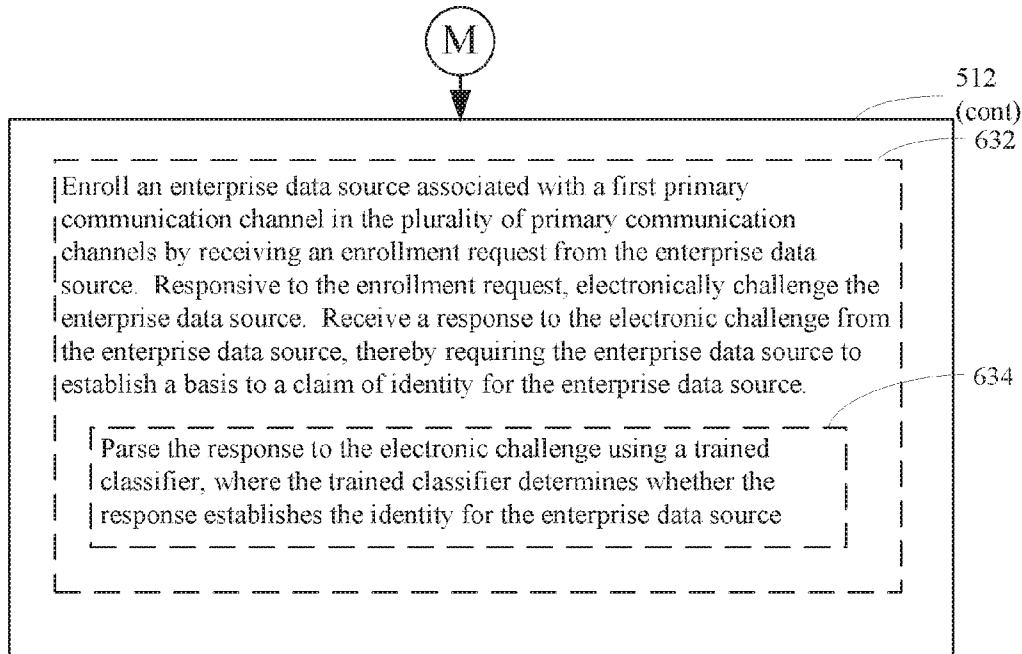 M
512
(cont)
632
Enroll an enterprise data source associated with a first primary
communication channel in the plurality of primary communication
channels by receiving an enrollment request from the enterprise data
source. Responsive to the enrollment request, electronically challenge the
enterprise data source. Receive a response to the electronic challenge from
the enterprise data source, thereby requiring the enterprise data source to
establish a basis to a claim of identity for the enterprise data source.
634
Parse the response to the electronic challenge using a trained
classifier, where the trained classifier determines whether the
response establishes the identity for the enterprise data source